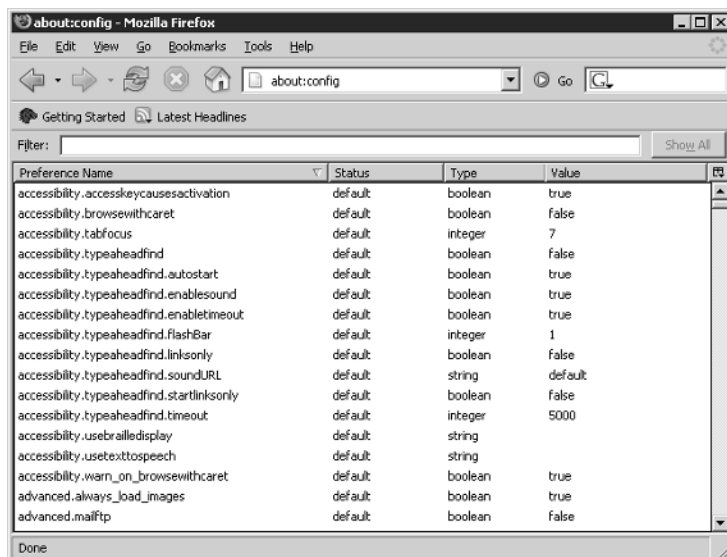 about:config - Mozilla Firefox
File Edit View Go Bookmarks Tools Help
about:config Go G
Getting Started Latest Headlines
Filter: Show All
Preference Name Status Type Value
accessibility.accesskeycausesactivation default boolean true
accessibility.browsewithcaret default boolean false
accessibility.tabfocus default integer 7
accessibility.typeaheadfind default boolean false
accessibility.typeaheadfind.autostart default boolean true
accessibility.typeaheadfind.enablesound default boolean true
accessibility.typeaheadfind.enabletimeout default boolean true
accessibility.typeaheadfind.flashBar default integer 1
accessibility.typeaheadfind.linksonly default boolean false
accessibility.typeaheadfind.soundURL default string default
accessibility.typeaheadfind.startlinksonly default boolean false
accessibility.typeaheadfind.timeout default integer 5000
accessibility.usebrailledisplay default string
accessibility.usetexttospeech default string
accessibility.warn_on_browsewithcaret default boolean true
advanced.always_load_images default boolean true
advanced.mailftp default boolean false
Done